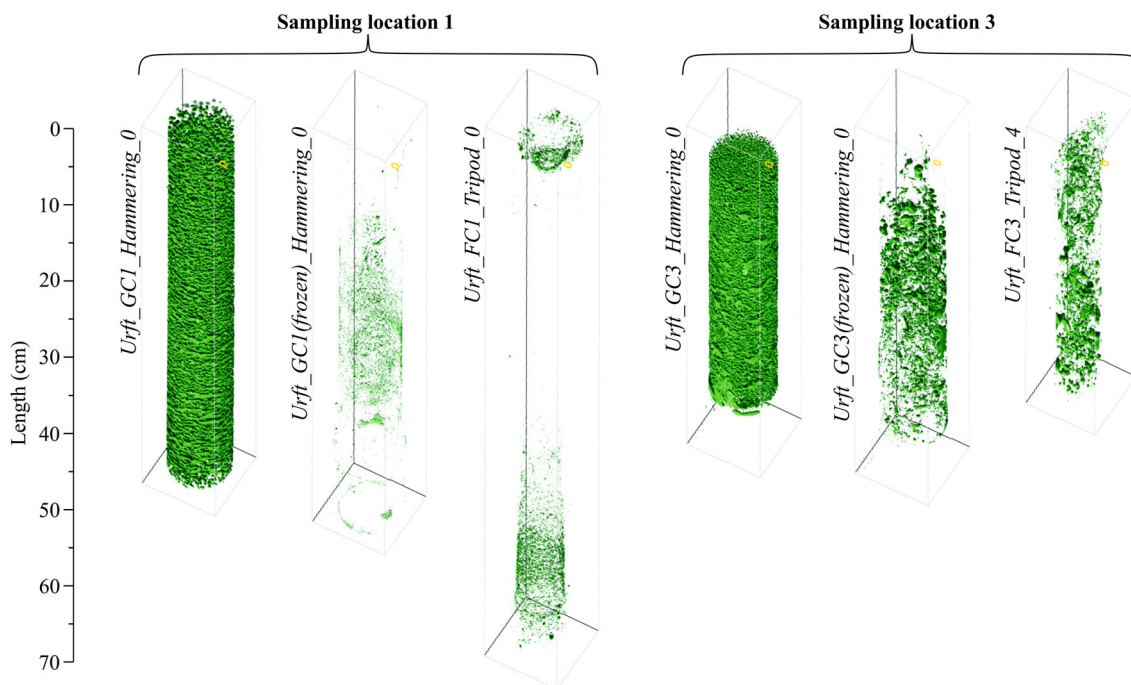 Sampling location 1
Sampling location 3
Length (cm)
0
10
20
30
40
50
60
70
Urft_GC1_Hammering_0
Urft_GC1(frozen)_Hammering_0
Urft_FC1_Tripod_0
Urft_GC3_Hammering_0
Urft_GC3(frozen)_Hammering_0
Urft_FC3_Tripod_4